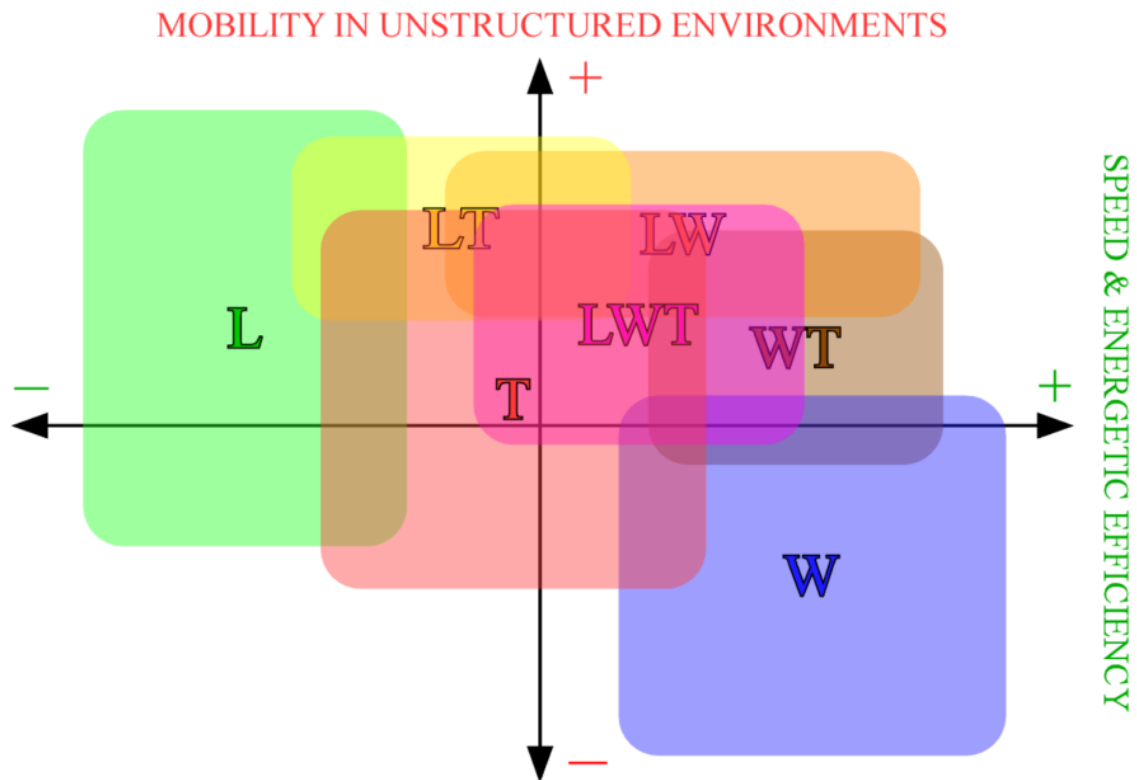 MOBILITY IN UNSTRUCTURED ENVIRONMENTS
+
LT
LW
L
LWT
WT
T
—
+
W
—
SPEED & ENERGETIC EFFICIENCY